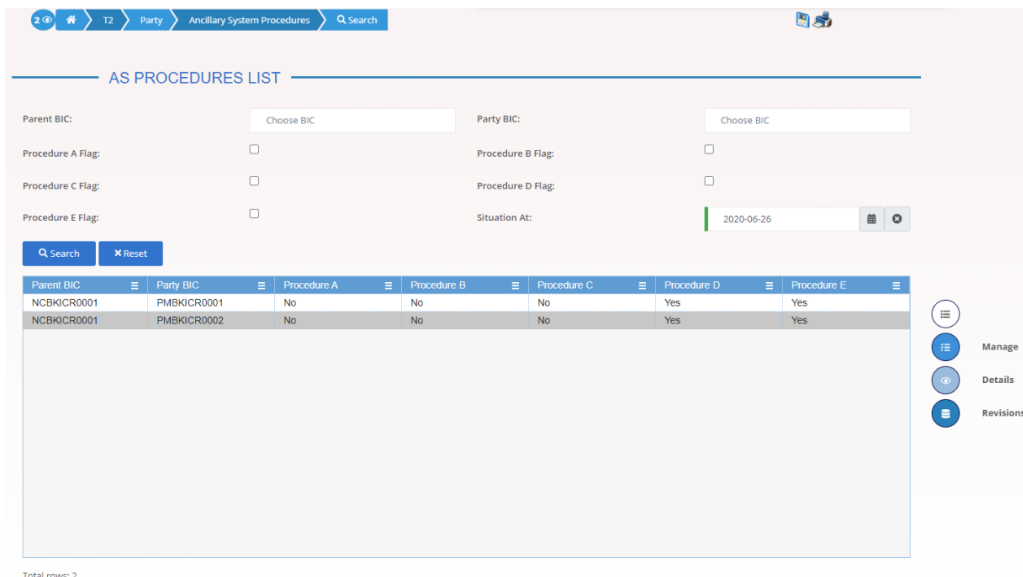 2 T2 Party Ancillary System Procedures Search
AS PROCEDURES LIST
Parent BIC: Choose BIC Party BIC: Choose BIC
Procedure A Flag: Procedure B Flag:
Procedure C Flag: Procedure D Flag:
Procedure E Flag: Situation At: 2020-06-26
Search Reset
Parent BIC Party BIC Procedure A Procedure B Procedure C Procedure D Procedure E
NCBKICR0001 PMBKICR0001 No No No Yes Yes
NCBKICR0001 PMBKICR0002 No No No Yes Yes
Manage
Details
Revisions
Total rows: 2